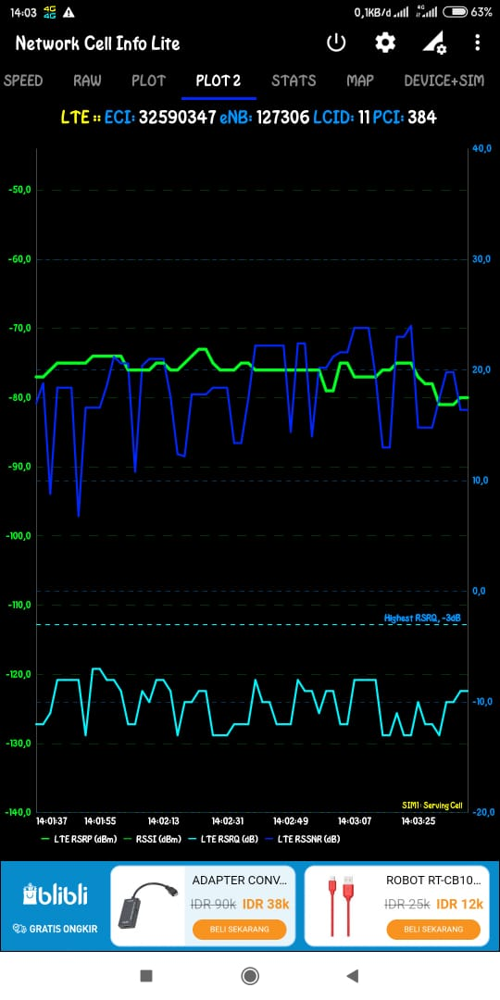 14:03 4G 4G 0,1KB/d 4G 63%
Network Cell Info Lite
SPEED RAW PLOT PLOT 2 STATS MAP DEVICE+SIM
LTE :: ECI: 32590347 eNB: 127306 LCID: 11 PCI: 384
40,0
-50,0
-60,0 30,0
-70,0
20,0
-80,0
-90,0
10,0
-100,0
0,0
-110,0
Highest RSRQ, -3dB
-120,0
-10,0
-130,0
SIM1: Serving Cell
-140,0 -20,0
14:01:37 14:01:55 14:02:13 14:02:31 14:02:49 14:03:07 14:03:25
LTE RSRP (dBm) RSSI (dBm) LTE RSRQ (dB) LTE RSSNR (dB)
blibli
GRATIS ONGKIR
ADAPTER CONV...
IDR 90k IDR 38k
BELI SEKARANG
ROBOT RT-CB10...
IDR 25k IDR 12k
BELI SEKARANG